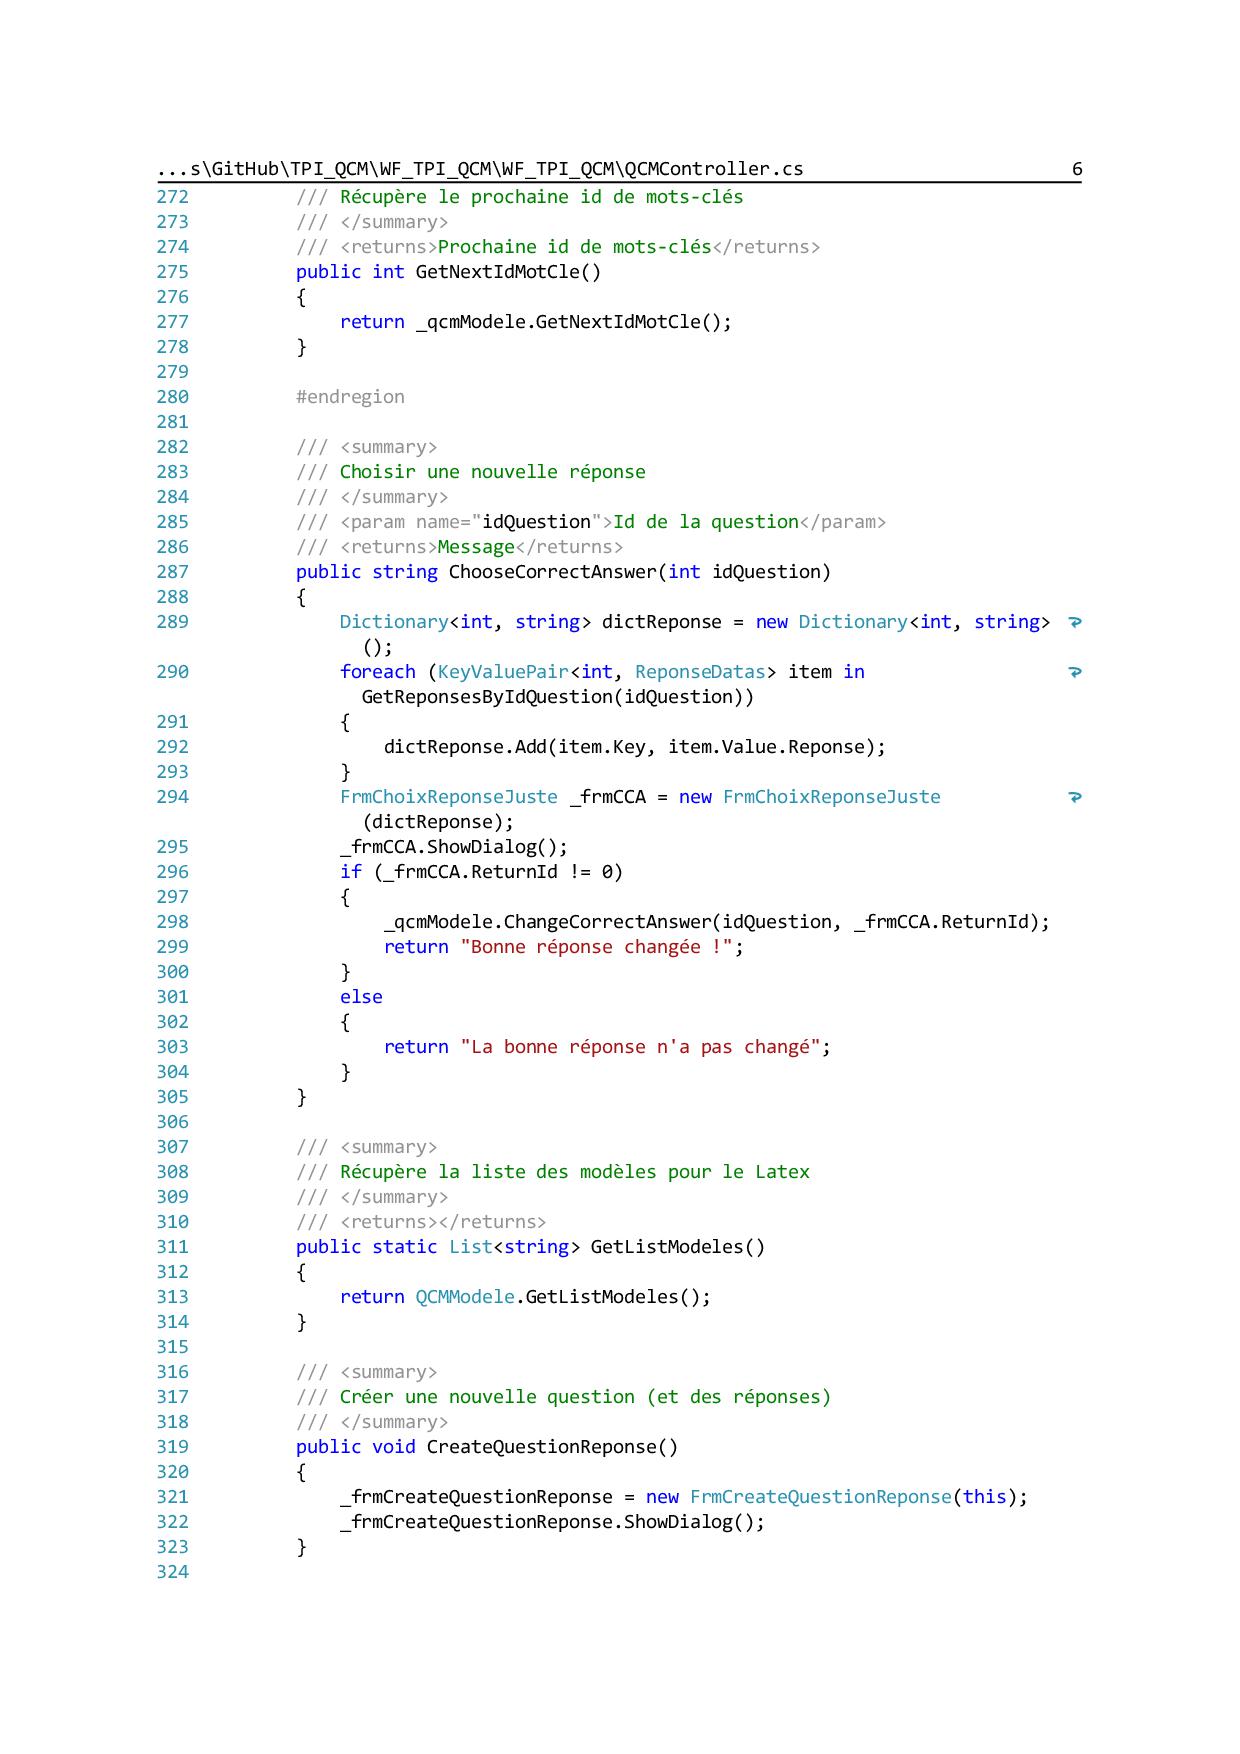 ...s\GitHub\TPI_QCM\WF_TPI_QCM\WF_TPI_QCM\QCMController.cs 6
272 /// Récupère le prochaine id de mots-clés
273 /// </summary>
274 /// <returns>Prochaine id de mots-clés</returns>
275 public int GetNextIdMotCle()
276 {
277 return _qcmModele.GetNextIdMotCle();
278 }
279
280 #endregion
281
282 /// <summary>
283 /// Choisir une nouvelle réponse
284 /// </summary>
285 /// <param name="idQuestion">Id de la question</param>
286 /// <returns>Message</returns>
287 public string ChooseCorrectAnswer(int idQuestion)
288 {
289 Dictionary<int, string> dictReponse = new Dictionary<int, string>
();
290 foreach (KeyValuePair<int, ReponseDatas> item in
GetReponsesByIdQuestion(idQuestion))
291 {
292 dictReponse.Add(item.Key, item.Value.Reponse);
293 }
294 FrmChoixReponseJuste _frmCCA = new FrmChoixReponseJuste
(dictReponse);
295 _frmCCA.ShowDialog();
296 if (_frmCCA.ReturnId != 0)
297 {
298 _qcmModele.ChangeCorrectAnswer(idQuestion, _frmCCA.ReturnId);
299 return "Bonne réponse changée !";
300 }
301 else
302 {
303 return "La bonne réponse n'a pas changé";
304 }
305 }
306
307 /// <summary>
308 /// Récupère la liste des modèles pour le Latex
309 /// </summary>
310 /// <returns></returns>
311 public static List<string> GetListModeles()
312 {
313 return QCMModele.GetListModeles();
314 }
315
316 /// <summary>
317 /// Créer une nouvelle question (et des réponses)
318 /// </summary>
319 public void CreateQuestionReponse()
320 {
321 _frmCreateQuestionReponse = new FrmCreateQuestionReponse(this);
322 _frmCreateQuestionReponse.ShowDialog();
323 }
324